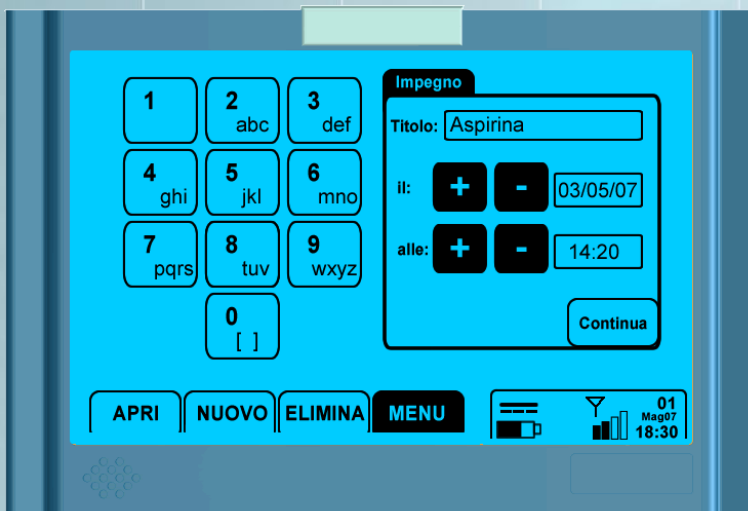 1
2
abc
3
def
4
ghi
5
jkl
6
mno
7
pqrs
8
tuv
9
wxyz
0
[ ]
Impegno
Titolo: Aspirina
il: + - 03/05/07
alle: + - 14:20
Continua
APRI NUOVO ELIMINA MENU
01
Mag07
18:30